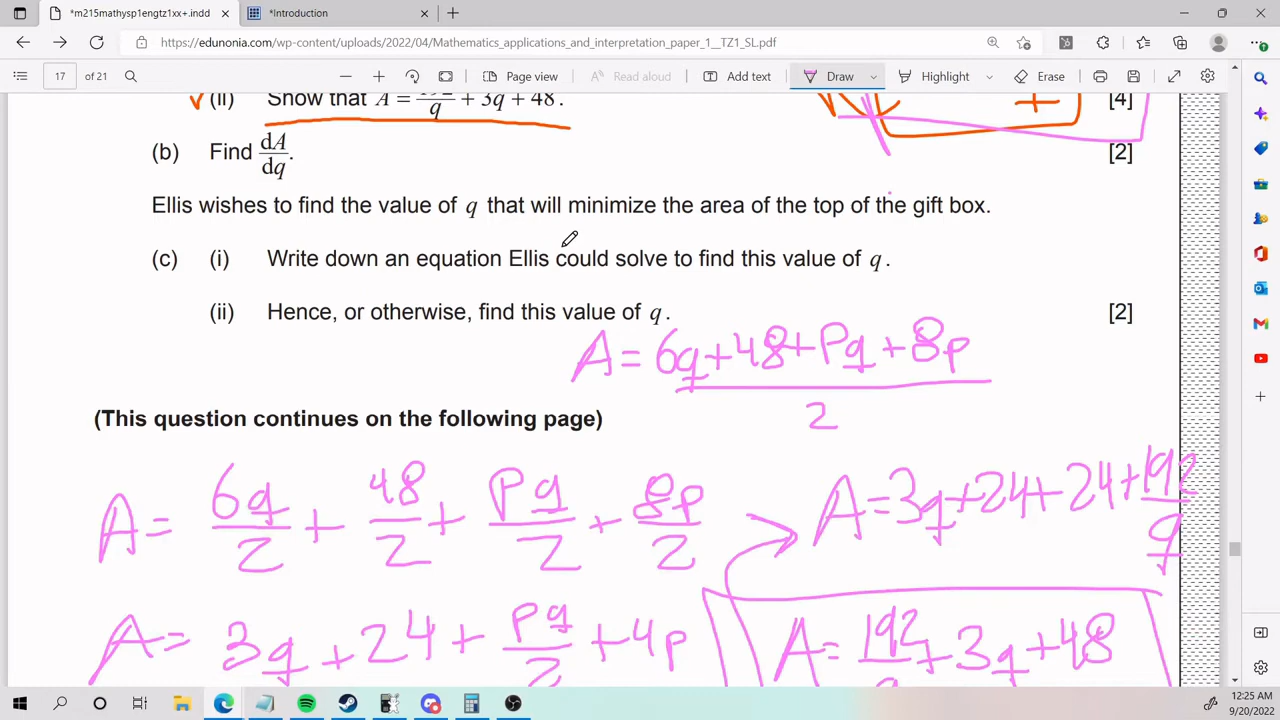 *m215mathysp1engtz1xx+.indd
*Introduction
https://edunonia.com/wp-content/uploads/2022/04/Mathematics_applications_and_interpretation_paper_1__TZ1_SL.pdf
17 of 21
Page view
Read aloud
Add text
Draw
Highlight
Erase
(ii) Show that A = /q + 3q + 48. [4]
(b) Find dA/dq. [2]
Ellis wishes to find the value of q that will minimize the area of the top of the gift box.
(c) (i) Write down an equation Ellis could solve to find this value of q.
(ii) Hence, or otherwise, find this value of q. [2]
A = 6q + 48 + Pq + 8p
2
(This question continues on the following page)
A = 6q/2 + 48/2 + Pq/2 + 8p/2
A = 3q + 24 + 24 + 192/q
A = 3q + 24 + pq/2 + 4p
A = 192 3q + 48
12:25 AM
9/20/2022